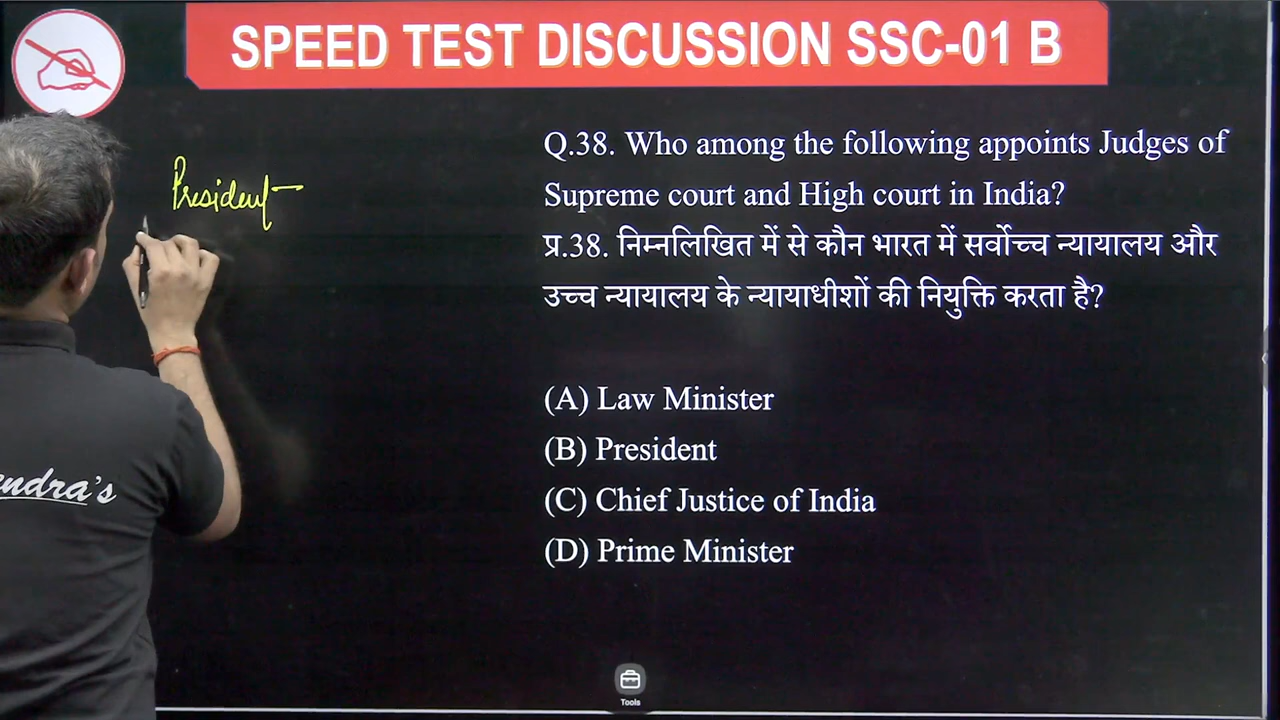 SPEED TEST DISCUSSION SSC-01 B
President-
Q.38. Who among the following appoints Judges of
Supreme court and High court in India?
प्र.38. निम्नलिखित में से कौन भारत में सर्वोच्च न्यायालय और
उच्च न्यायालय के न्यायाधीशों की नियुक्ति करता है?
(A) Law Minister
(B) President
(C) Chief Justice of India
(D) Prime Minister
Tools